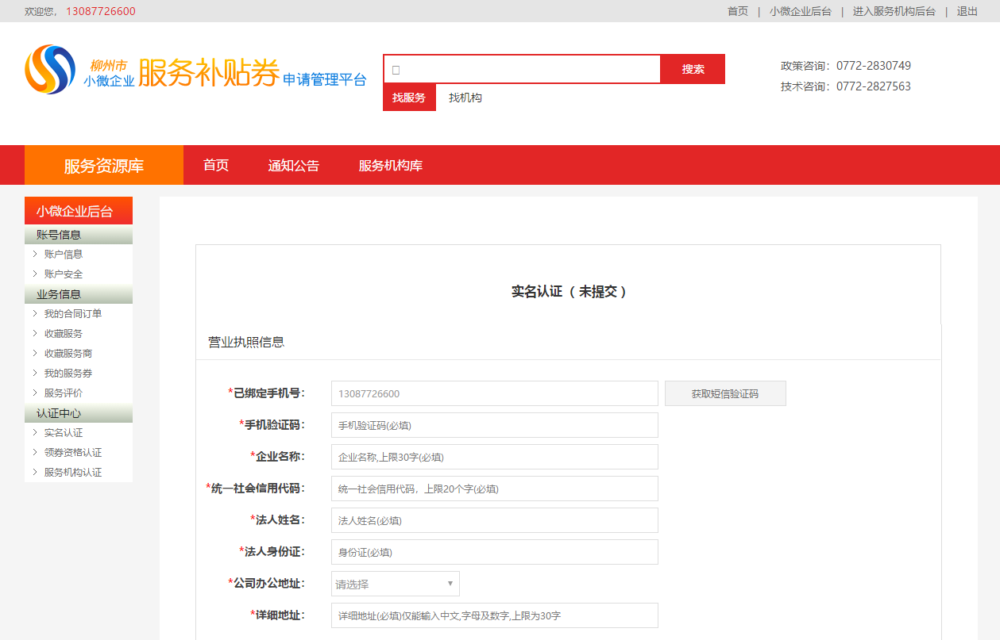 欢迎您, 13087726600
首页 | 小微企业后台 | 进入服务机构后台 | 退出
柳州市
小微企业 服务补贴券 申请管理平台
搜索
找服务 找机构
政策咨询：0772-2830749
技术咨询：0772-2827563
服务资源库 首页 通知公告 服务机构库
小微企业后台
账号信息
账户信息
账户安全
业务信息
我的合同订单
收藏服务
收藏服务商
我的服务券
服务评价
认证中心
实名认证
领券资格认证
服务机构认证
实名认证（未提交）
营业执照信息
*已绑定手机号： 13087726600 获取短信验证码
*手机验证码： 手机验证码(必填)
*企业名称： 企业名称,上限30字(必填)
*统一社会信用代码： 统一社会信用代码，上限20个字(必填)
*法人姓名： 法人姓名(必填)
*法人身份证： 身份证(必填)
*公司办公地址： 请选择
*详细地址： 详细地址(必填)仅能输入中文,字母及数字,上限为30字